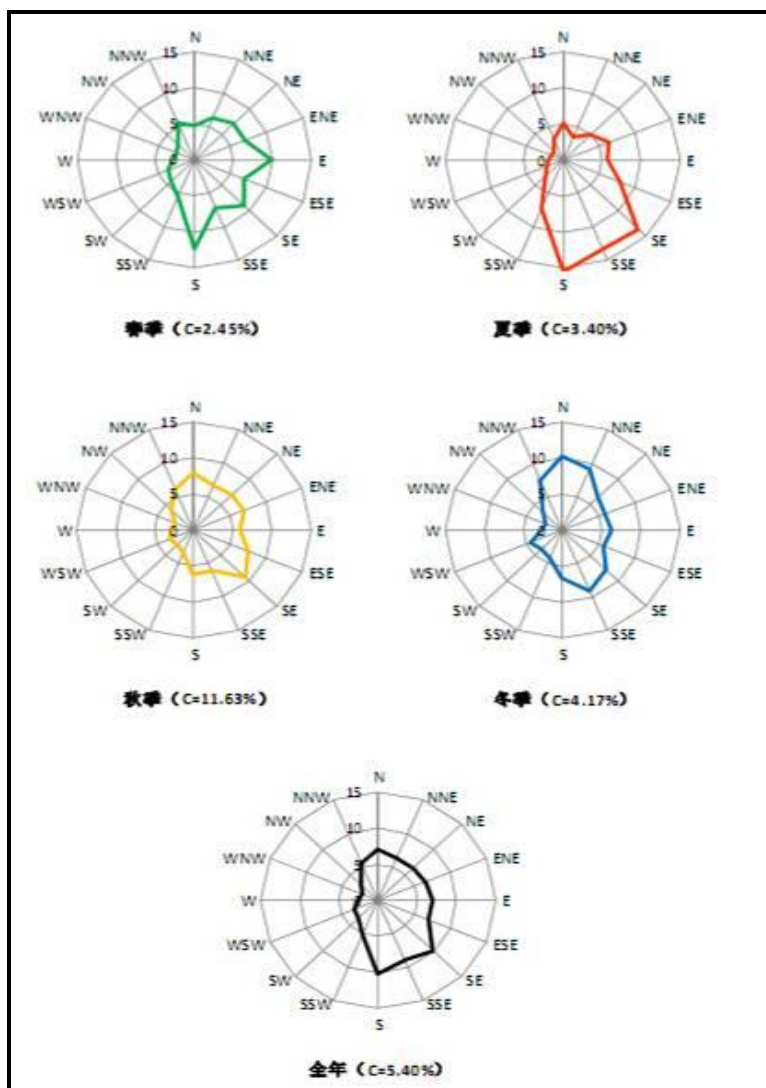 N
NNW 15 NNE
NW NE
10
WNW ENE
5
W E
WSW ESE
SW SE
SSW SSE
S
春季（C=2.45%）
N
NNW 15 NNE
NW NE
10
WNW ENE
5
W 0 E
WSW ESE
SW SE
SSW SSE
S
夏季（C=3.40%）
N
NNW 15 NNE
NW NE
10
WNW ENE
5
W E
WSW ESE
SW SE
SSW SSE
S
秋季（C=11.63%）
N
NNW 15 NNE
NW NE
10
WNW ENE
5
W E
WSW ESE
SW SE
SSW SSE
S
冬季（C=4.17%）
N
NNW 15 NNE
NW NE
10
WNW ENE
5
W E
WSW ESE
SW SE
SSW SSE
S
全年（C=5.40%）